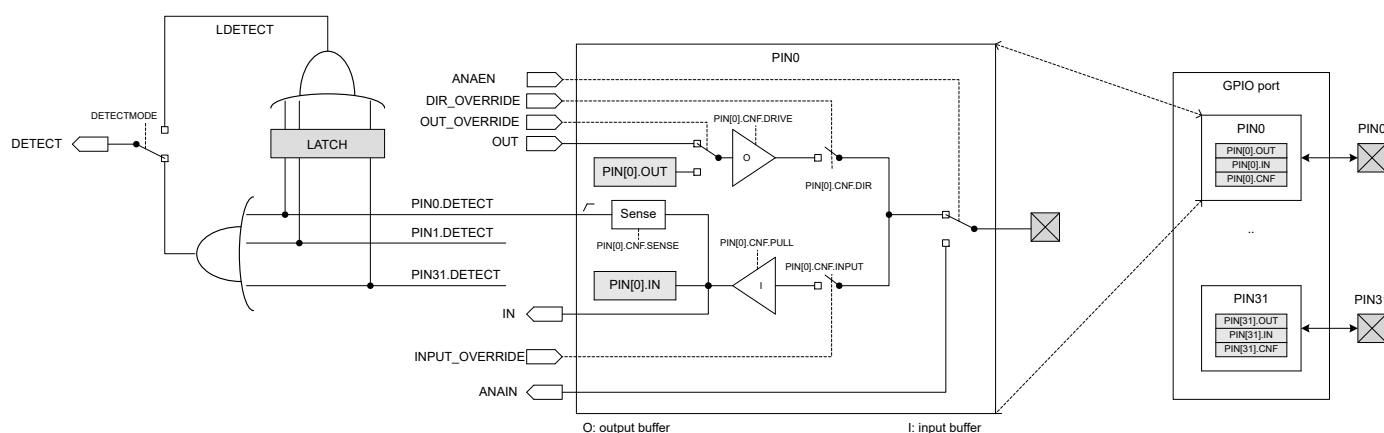 LDETECT
PIN0
ANAEN
GPIO port
DIR_OVERRIDE
DETECTMODE
OUT_OVERRIDE
PIN[0].CNF.DRIVE
PIN0
PIN0
DETECT
LATCH
OUT
O
PIN[0].OUT
PIN[0].IN
PIN[0].CNF
PIN[0].OUT
PIN[0].CNF.DIR
PIN0.DETECT
Sense
PIN1.DETECT
PIN[0].CNF.SENSE
PIN[0].CNF.PULL
..
PIN[0].CNF.INPUT
PIN31.DETECT
PIN[0].IN
I
PIN31
PIN31
IN
PIN[31].OUT
PIN[31].IN
PIN[31].CNF
INPUT_OVERRIDE
ANAIN
O: output buffer
I: input buffer